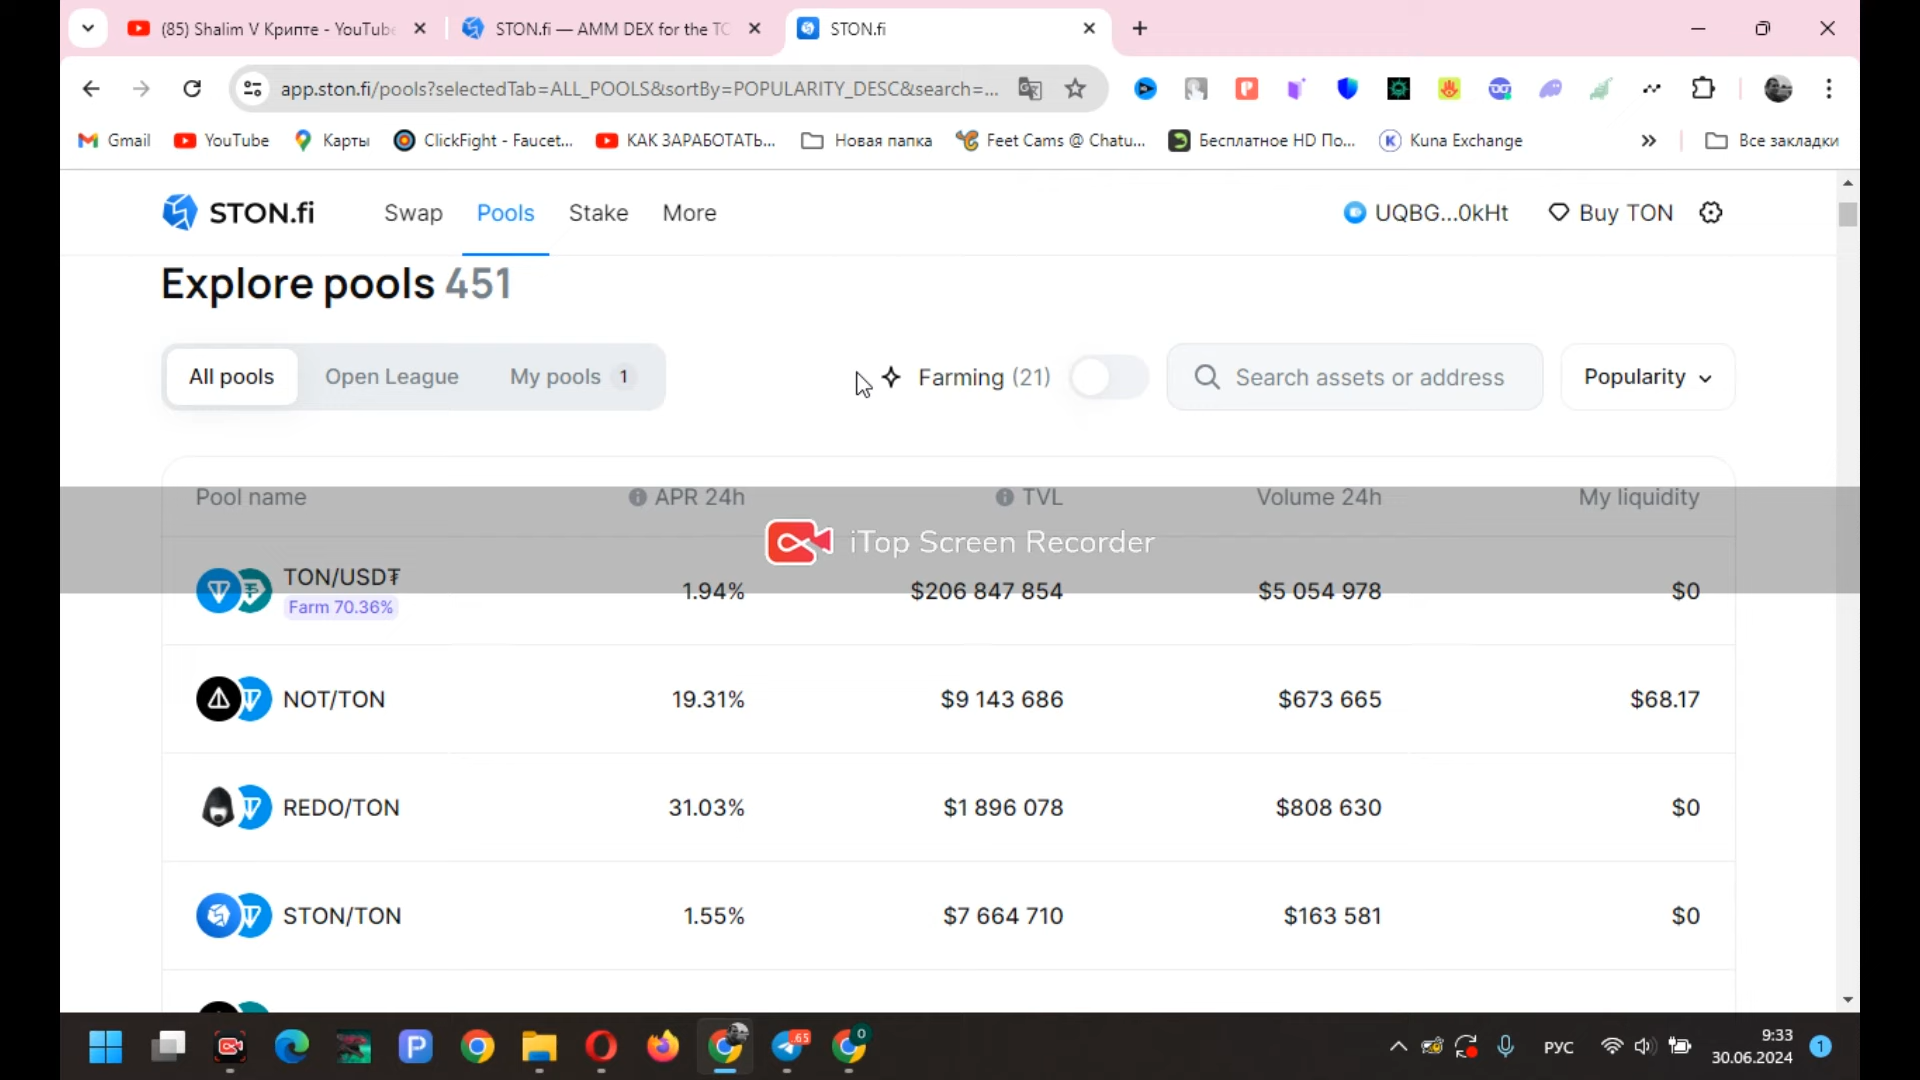 (85) Shalim V Крипте - YouTube
STON.fi — AMM DEX for the TO
STON.fi
app.ston.fi/pools?selectedTab=ALL_POOLS&sortBy=POPULARITY_DESC&search=...
Gmail
YouTube
Карты
ClickFight - Faucet...
КАК ЗАРАБОТАТЬ...
Новая папка
Feet Cams @ Chatu...
Бесплатное HD По...
Kuna Exchange
»
Все закладки
STON.fi
Swap
Pools
Stake
More
UQBG...0kHt
Buy TON
Explore pools 451
All pools
Open League
My pools 1
Farming (21)
Search assets or address
Popularity
Pool name
APR 24h
TVL
Volume 24h
My liquidity
iTop Screen Recorder
TON/USD₮
Farm 70.36%
1.94%
$206 847 854
$5 054 978
$0
NOT/TON
19.31%
$9 143 686
$673 665
$68.17
REDO/TON
31.03%
$1 896 078
$808 630
$0
STON/TON
1.55%
$7 664 710
$163 581
$0
65
0
РУС
9:33
30.06.2024
1